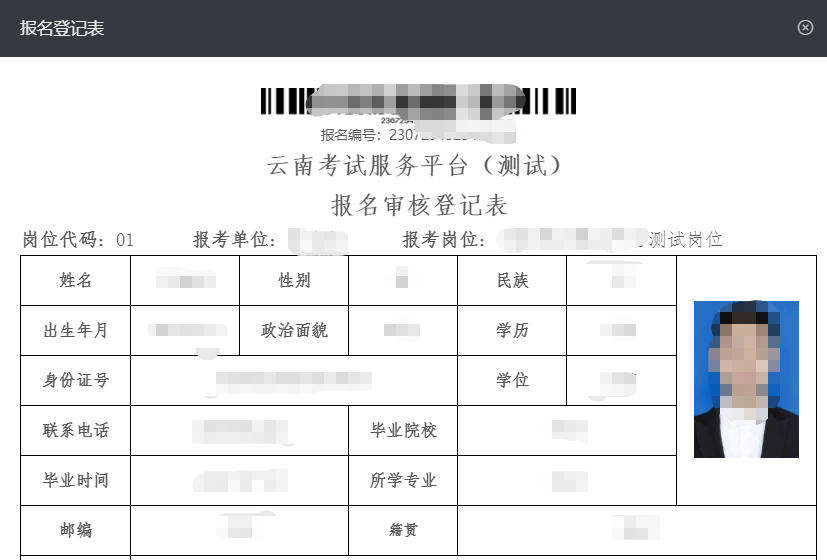 报名登记表
报名编号：2307
云南考试服务平台（测试）
报名审核登记表
岗位代码：01 报考单位： 报考岗位： 测试岗位
姓名 性别 民族
出生年月 政治面貌 学历
身份证号 学位
联系电话 毕业院校
毕业时间 所学专业
邮编 籍贯